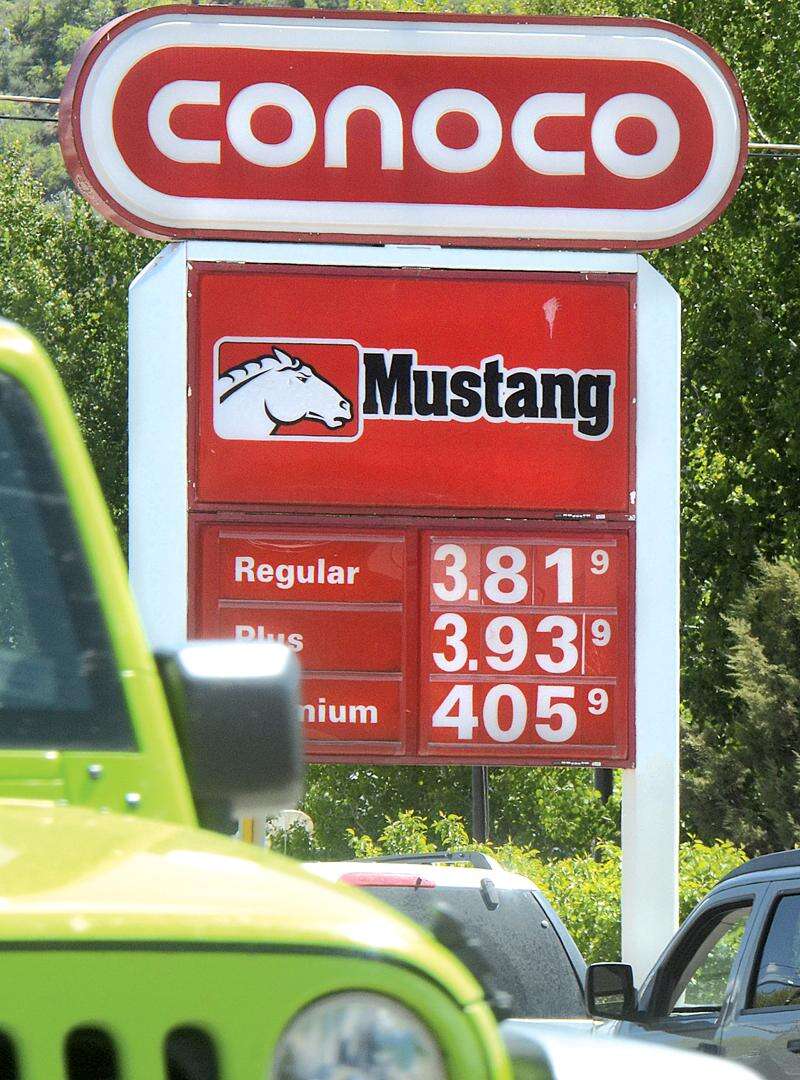 CONOCO
Mustang
Regular 3.81 9
Plus 3.93 9
mium 405 9